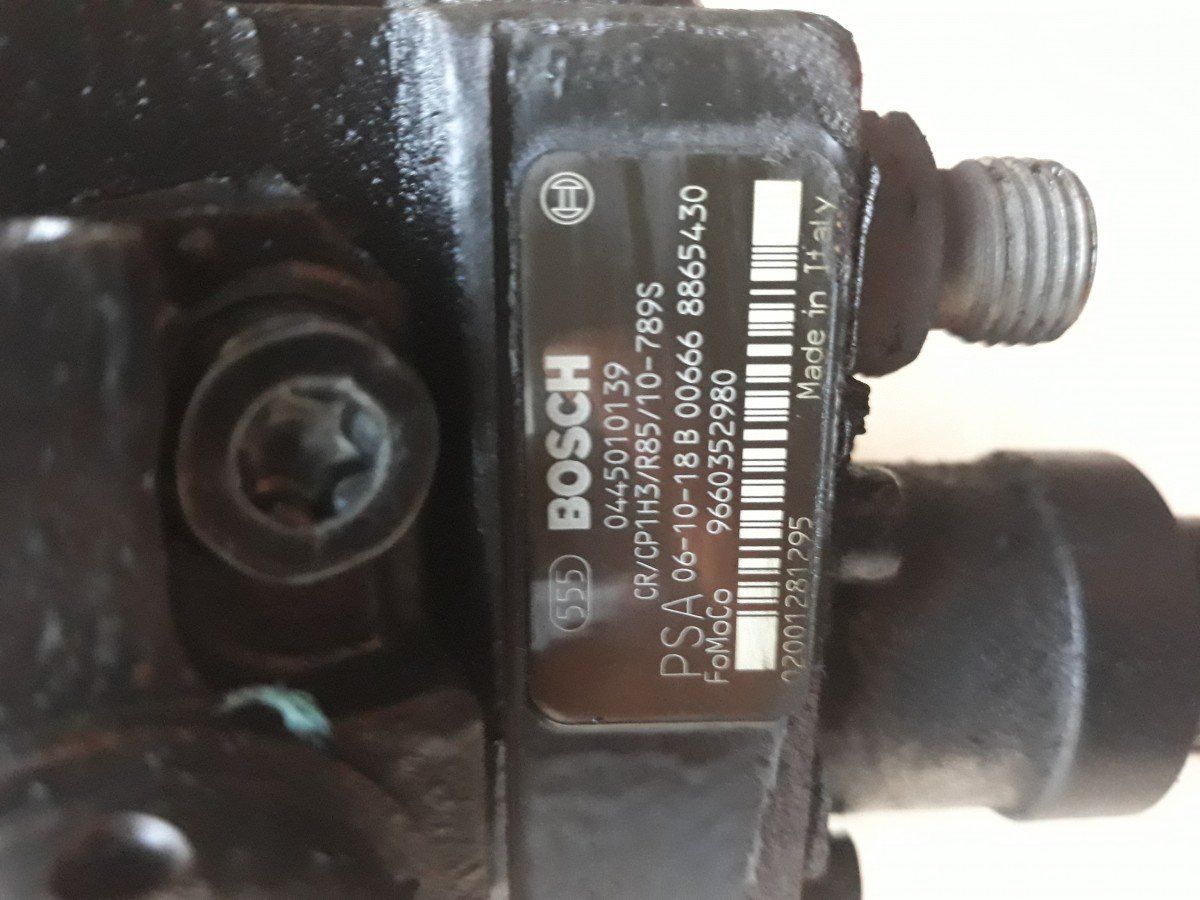 555 BOSCH
0445010139
CR/CP1H3/R85/10-789S
PSA 06-10-18 B 00666 8865430
FoMoCo 9660352980
02001281295 Made in Italy